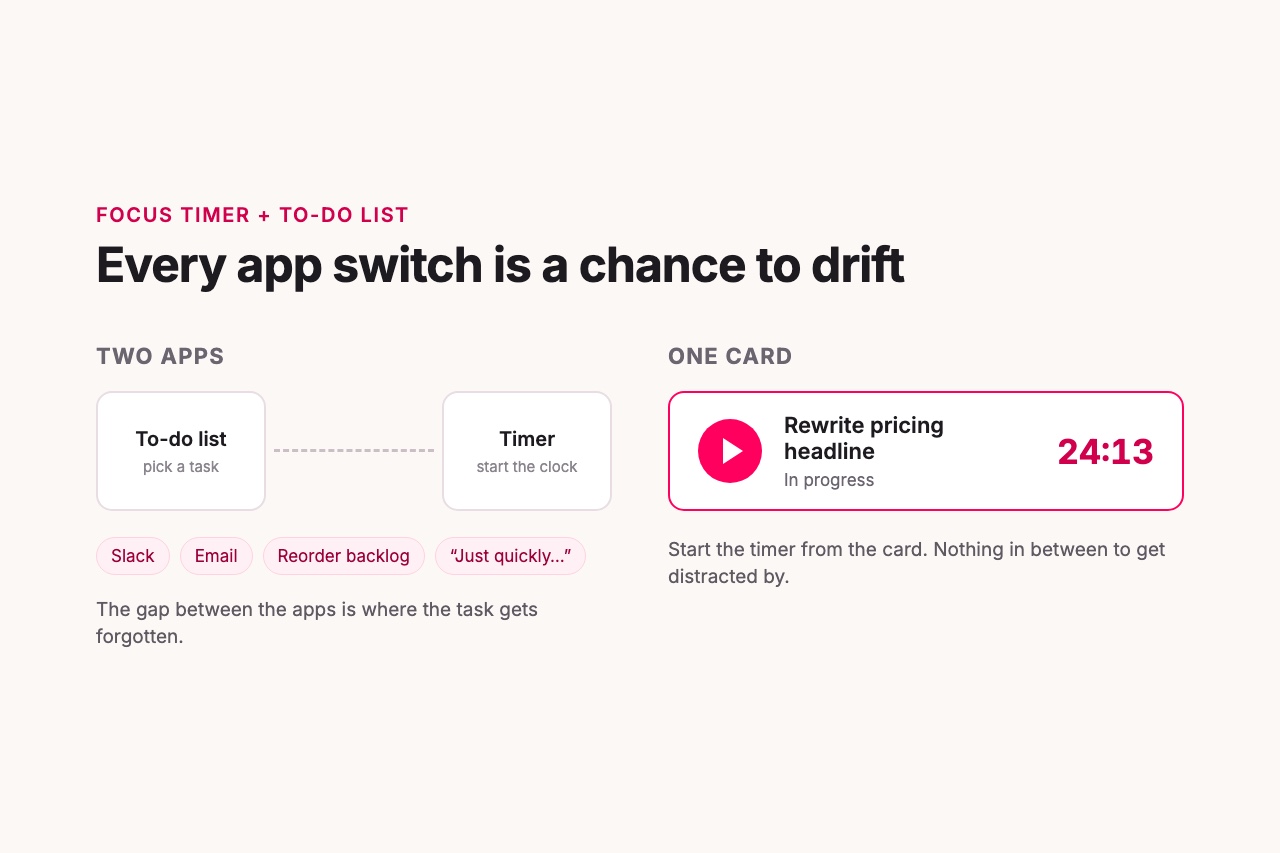 FOCUS TIMER + TO-DO LIST
Every app switch is a chance to drift
TWO APPS
To-do list
pick a task
Timer
start the clock
Slack
Email
Reorder backlog
“Just quickly…”
The gap between the apps is where the task gets
forgotten.
ONE CARD
Rewrite pricing
headline
In progress
24:13
Start the timer from the card. Nothing in between to get
distracted by.